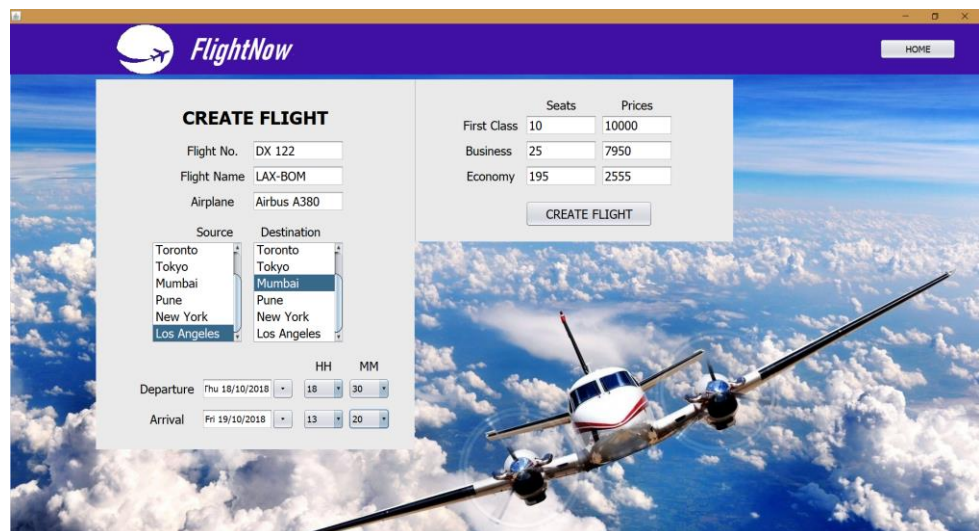 FlightNow
HOME
CREATE FLIGHT
Flight No. DX 122
Flight Name LAX-BOM
Airplane Airbus A380
Source Destination
Toronto Toronto
Tokyo Tokyo
Mumbai Mumbai
Pune Pune
New York New York
Los Angeles Los Angeles
HH MM
Departure Thu 18/10/2018 18 30
Arrival Fri 19/10/2018 13 20
Seats Prices
First Class 10 10000
Business 25 7950
Economy 195 2555
CREATE FLIGHT